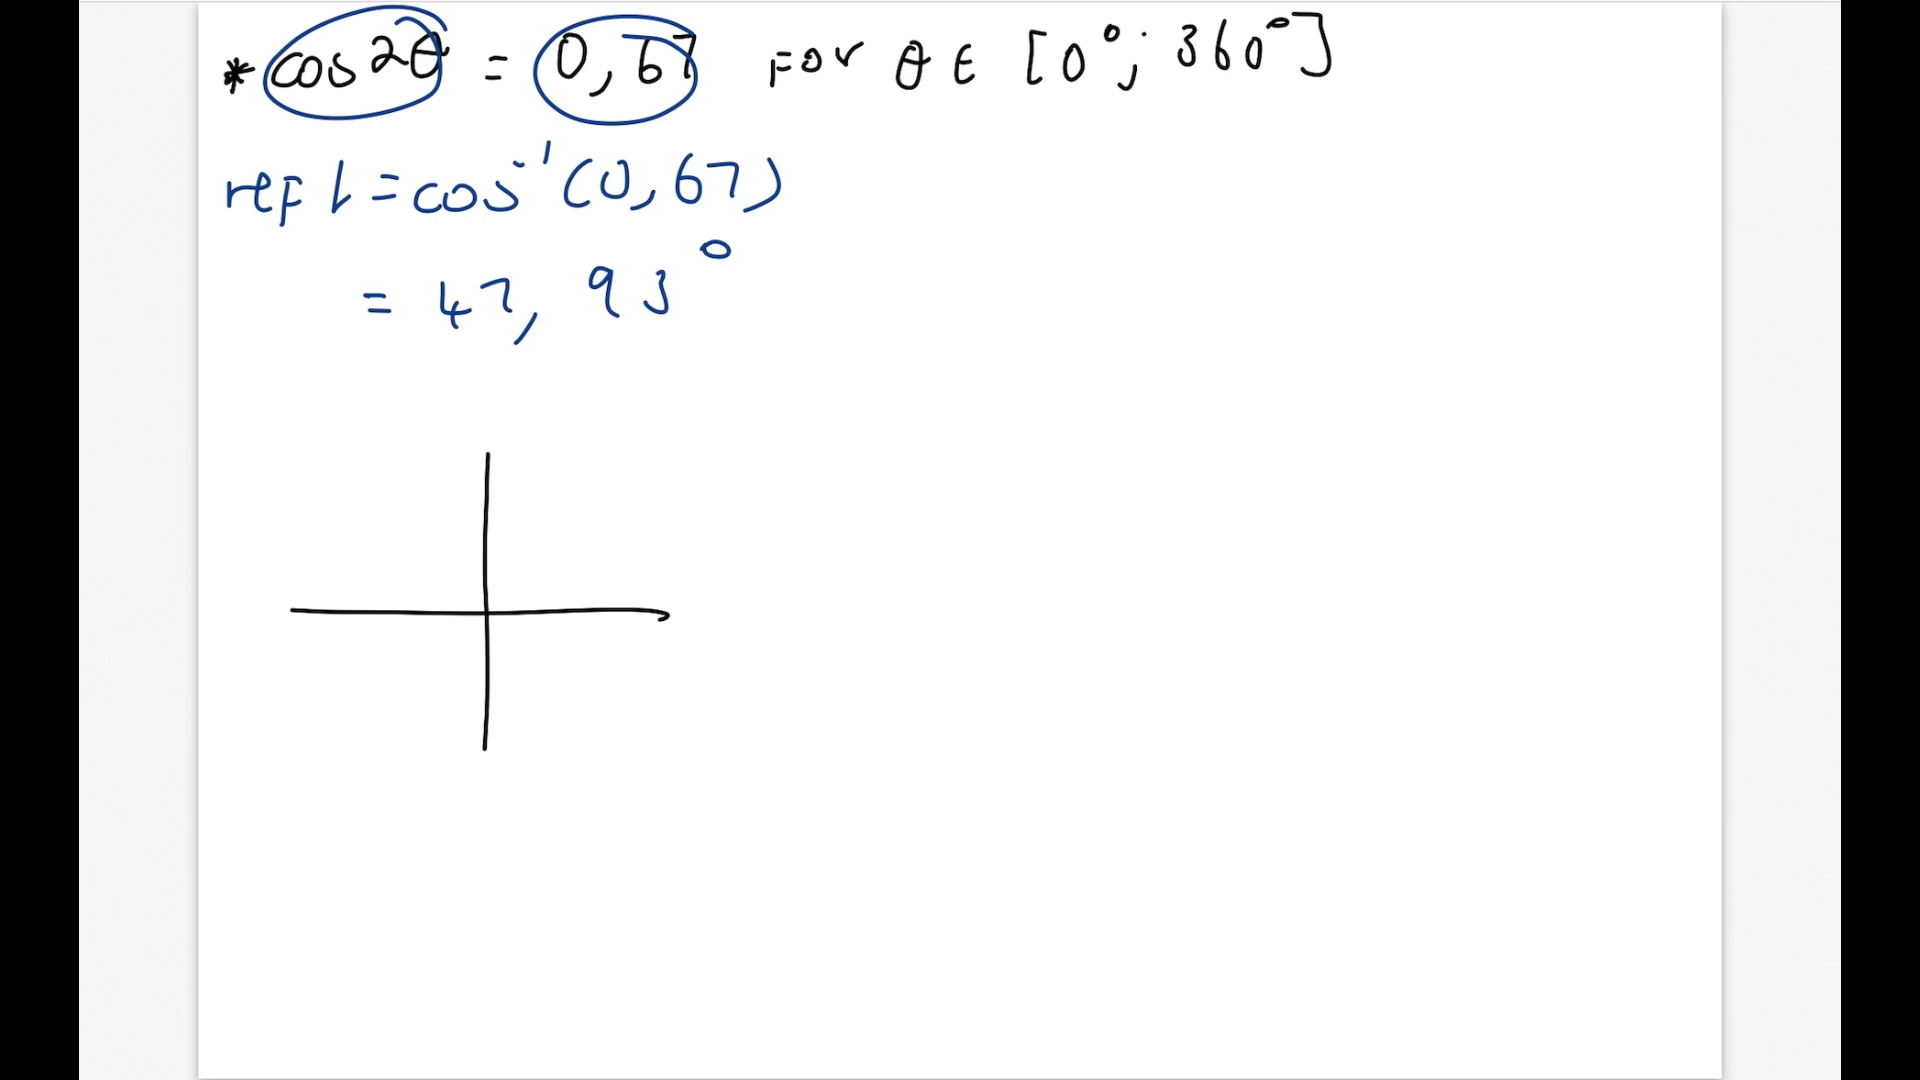 * cos 2θ = 0,67 For θ ∈ [0°; 360°]
ref L = cos⁻¹(0,67)
= 47,93°